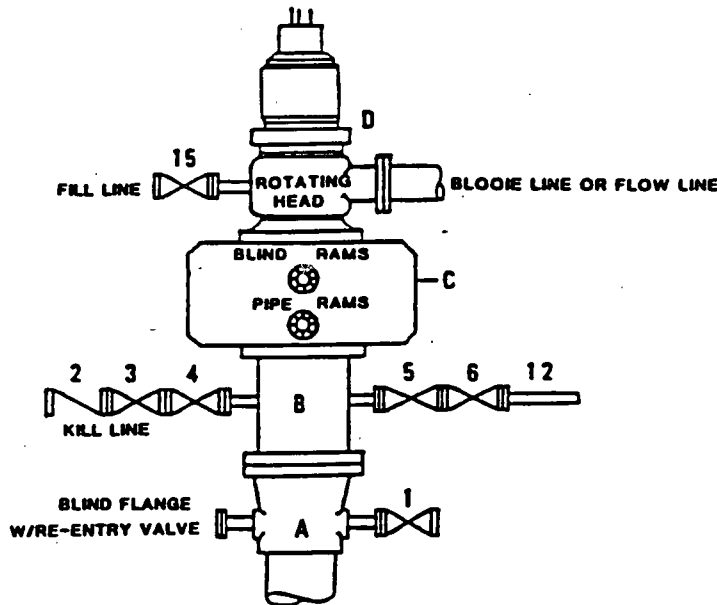 D
15
FILL LINE
ROTATING
HEAD
BLOOIE LINE OR FLOW LINE
BLIND RAMS
C
PIPE RAMS
2 3 4
KILL LINE
B
5 6 12
BLIND FLANGE
W/RE-ENTRY VALVE
A
1